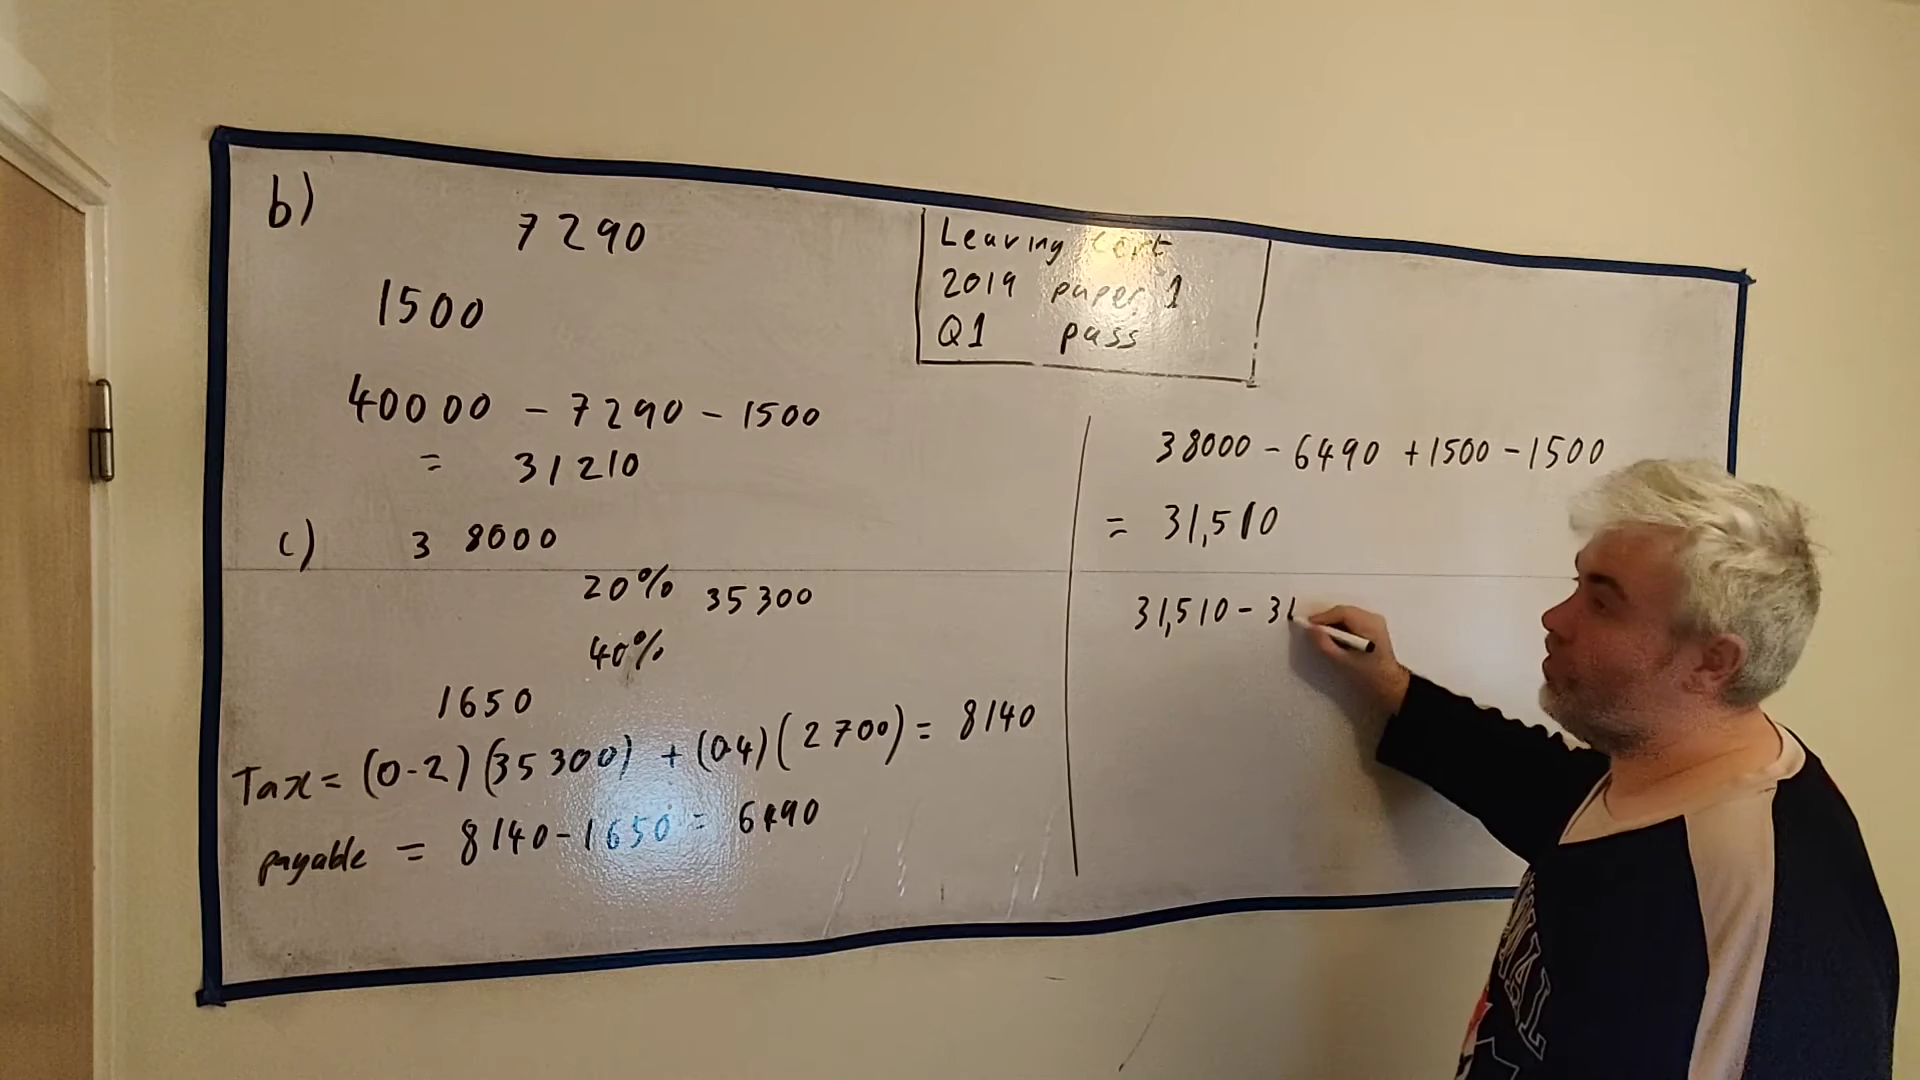 b)
7290
1500
40000 - 7290 - 1500
= 31210
c) 38000
20% 35300
40%
1650
Tax = (0.2)(35300) + (0.4)(2700) = 8140
payable = 8140 - 1650 = 6490
Leaving Cert
2019 paper 1
Q1 pass
38000 - 6490 + 1500 - 1500
= 31,510
31,510 - 31